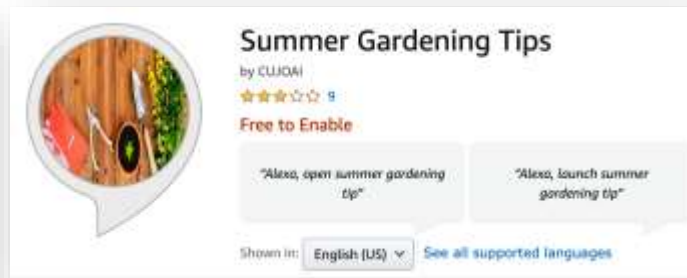 Summer Gardening Tips
by CUJOAI
9
Free to Enable
"Alexa, open summer gardening
tip"
"Alexa, launch summer
gardening tip"
Shown in: English (US) See all supported languages